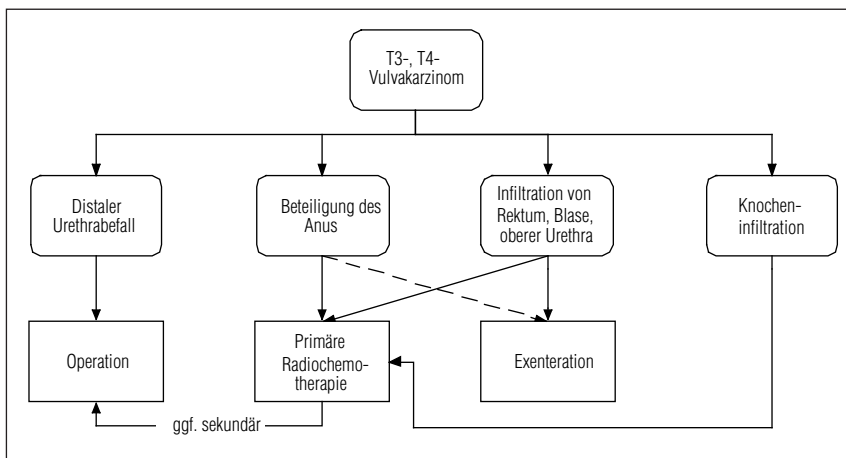 T3-, T4-
Vulvakarzinom
Distaler
Urethrabefall
Beteiligung des
Anus
Infiltration von
Rektum, Blase,
oberer Urethra
Knochen-
infiltration
Operation
Primäre
Radiochemo-
therapie
Exenteration
ggf. sekundär